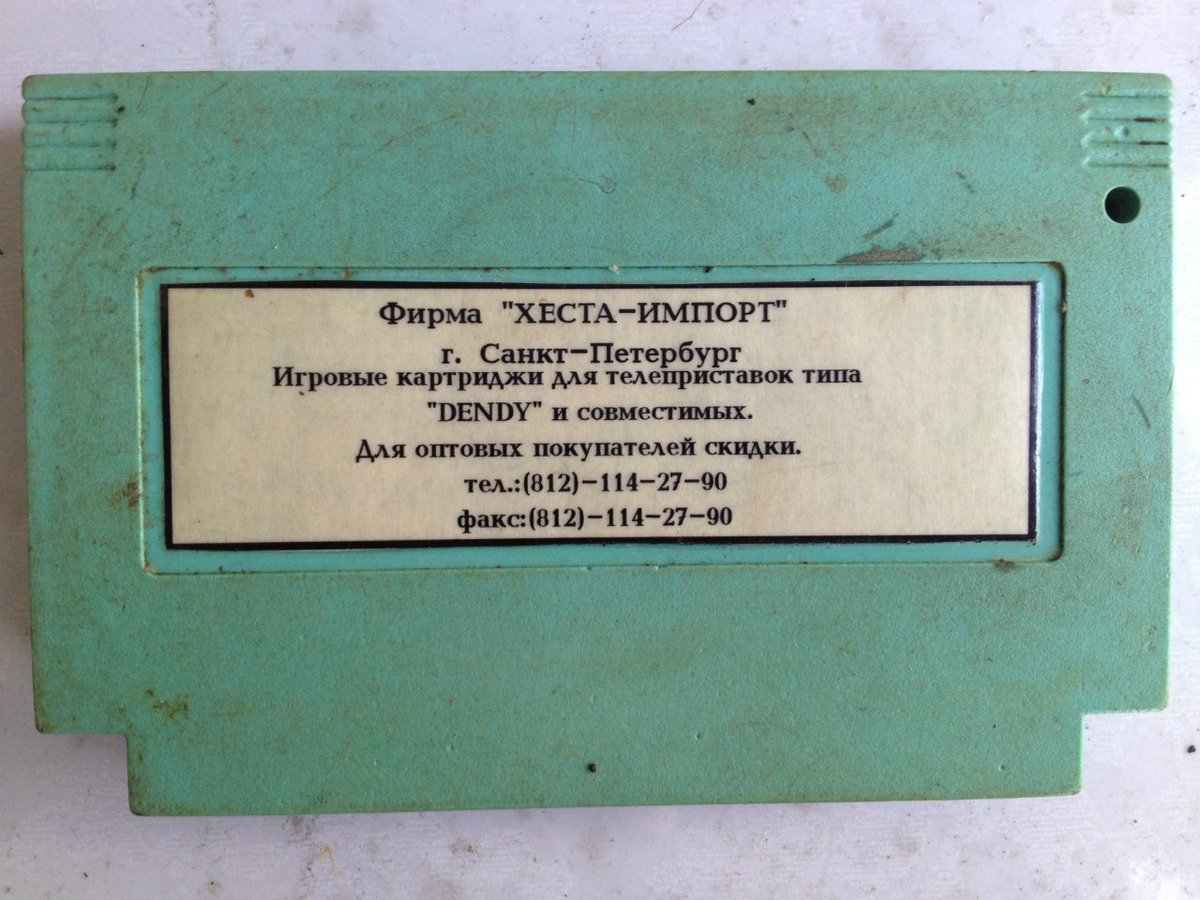 Фирма "ХЕСТА-ИМПОРТ"
г. Санкт-Петербург
Игровые картриджи для телеприставок типа
"DENDY" и совместимых.
Для оптовых покупателей скидки.
тел.:(812)-114-27-90
факс:(812)-114-27-90